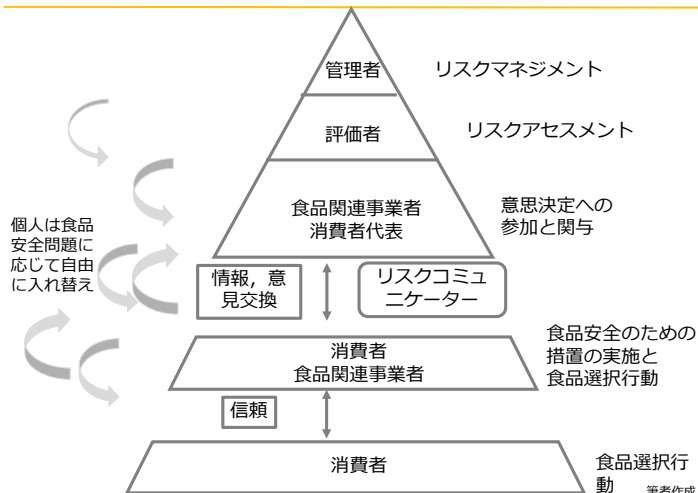 管理者
リスクマネジメント
評価者
リスクアセスメント
食品関連事業者
消費者代表
意思決定への
参加と関与
個人は食品
安全問題に
応じて自由
に入れ替え
情報，意
見交換
リスクコミュ
ニケーター
消費者
食品関連事業者
食品安全のための
措置の実施と
食品選択行動
信頼
消費者
食品選択行
動
筆者作成